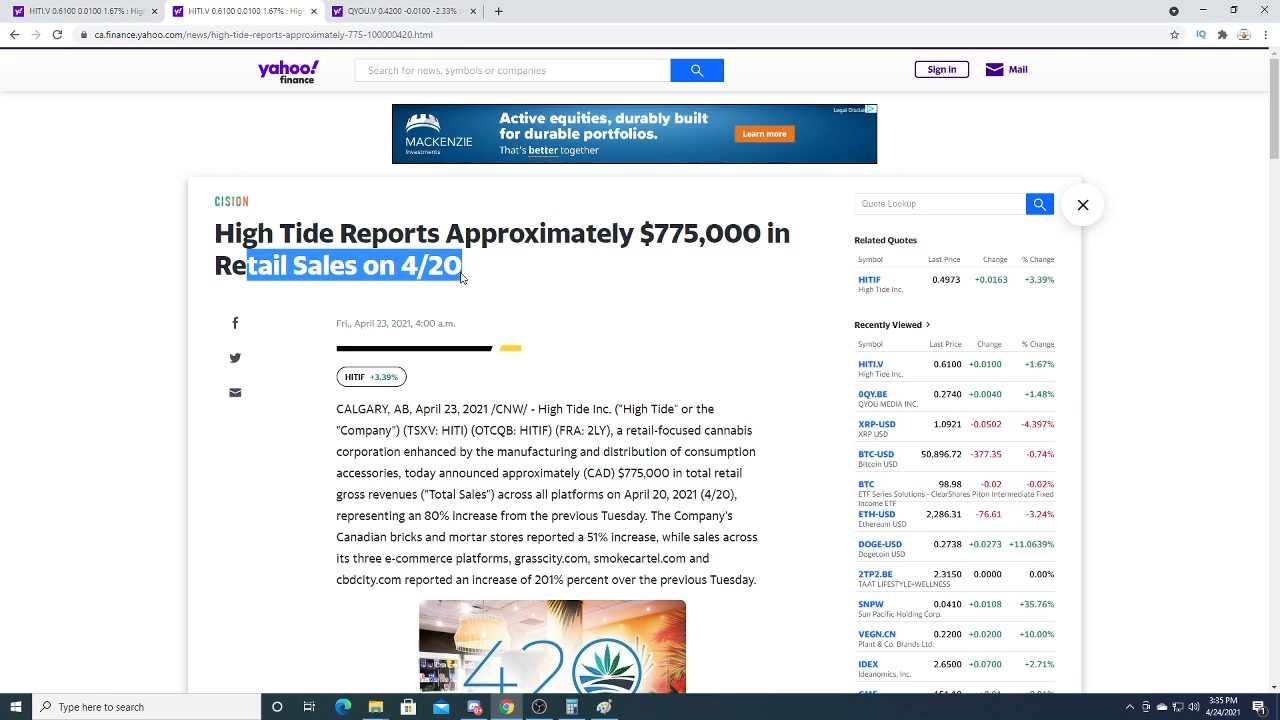 HITI.V 0.6100 0.0100 1.67% : Hig
HITI.V 0.6100 0.0100 1.67% : Hig
QYOU.V 0.4200 -0.0100 -2.33% :
ca.finance.yahoo.com/news/high-tide-reports-approximately-775-100000420.html
yahoo!
finance
Search for news, symbols or companies
Sign in
Mail
MACKENZIE
Investments
Active equities, durably built
for durable portfolios.
That's better together
Learn more
CISION
High Tide Reports Approximately $775,000 in
Retail Sales on 4/20
Fri., April 23, 2021, 4:00 a.m.
HITIF +3.39%
CALGARY, AB, April 23, 2021 /CNW/ - High Tide Inc. ("High Tide" or the
"Company") (TSXV: HITI) (OTCQB: HITIF) (FRA: 2LY), a retail-focused cannabis
corporation enhanced by the manufacturing and distribution of consumption
accessories, today announced approximately (CAD) $775,000 in total retail
gross revenues ("Total Sales") across all platforms on April 20, 2021 (4/20),
representing an 80% increase from the previous Tuesday. The Company's
Canadian bricks and mortar stores reported a 51% increase, while sales across
its three e-commerce platforms, grasscity.com, smokecartel.com and
cbdcity.com reported an increase of 201% percent over the previous Tuesday.
420
Quote Lookup
Related Quotes
Symbol Last Price Change % Change
HITIF 0.4973 +0.0163 +3.39%
High Tide Inc.
Recently Viewed
Symbol Last Price Change % Change
HITI.V 0.6100 +0.0100 +1.67%
High Tide Inc.
0QY.BE 0.2740 +0.0040 +1.48%
QYOU MEDIA INC.
XRP-USD 1.0921 -0.0502 -4.397%
XRP USD
BTC-USD 50,896.72 -377.35 -0.74%
Bitcoin USD
BTC 98.98 -0.02 -0.02%
ETF Series Solutions - ClearShares Piton Intermediate Fixed
Income ETF
ETH-USD 2,286.31 -76.61 -3.24%
Ethereum USD
DOGE-USD 0.2738 +0.0273 +11.0639%
Dogecoin USD
2TP2.BE 2.3150 0.0000 0.00%
TAAT LIFESTYLE+WELLNESS
SNPW 0.0410 +0.0108 +35.76%
Sun Pacific Holding Corp.
VEGN.CN 0.2200 +0.0200 +10.00%
Plant & Co. Brands Ltd.
IDEX 2.6500 0.0700 +2.71%
Ideanomics, Inc.
Type here to search
3:35 PM
4/24/2021